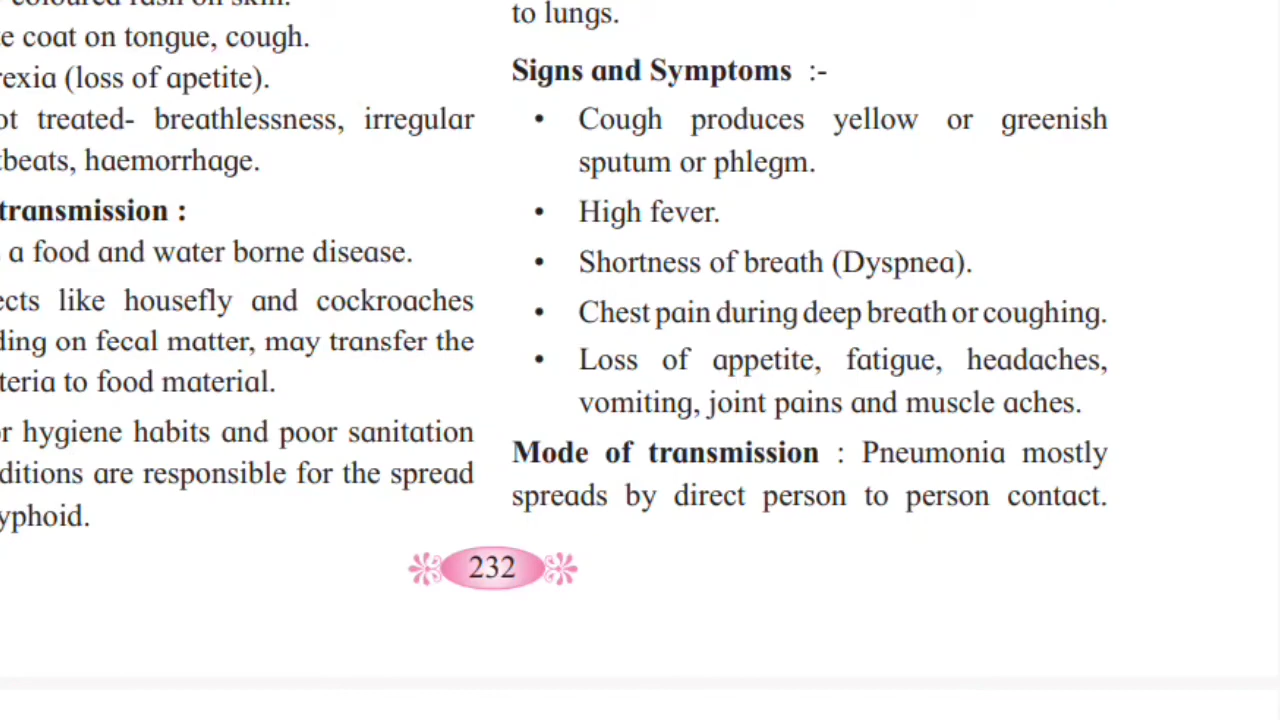 coloured rash on skin.
e coat on tongue, cough.
rexia (loss of apetite).
ot treated- breathlessness, irregular
tbeats, haemorrhage.
transmission :
a food and water borne disease.
ects like housefly and cockroaches
ding on fecal matter, may transfer the
teria to food material.
r hygiene habits and poor sanitation
ditions are responsible for the spread
yphoid.
to lungs.
Signs and Symptoms :-
• Cough produces yellow or greenish
sputum or phlegm.
• High fever.
• Shortness of breath (Dyspnea).
• Chest pain during deep breath or coughing.
• Loss of appetite, fatigue, headaches,
vomiting, joint pains and muscle aches.
Mode of transmission : Pneumonia mostly
spreads by direct person to person contact.
232